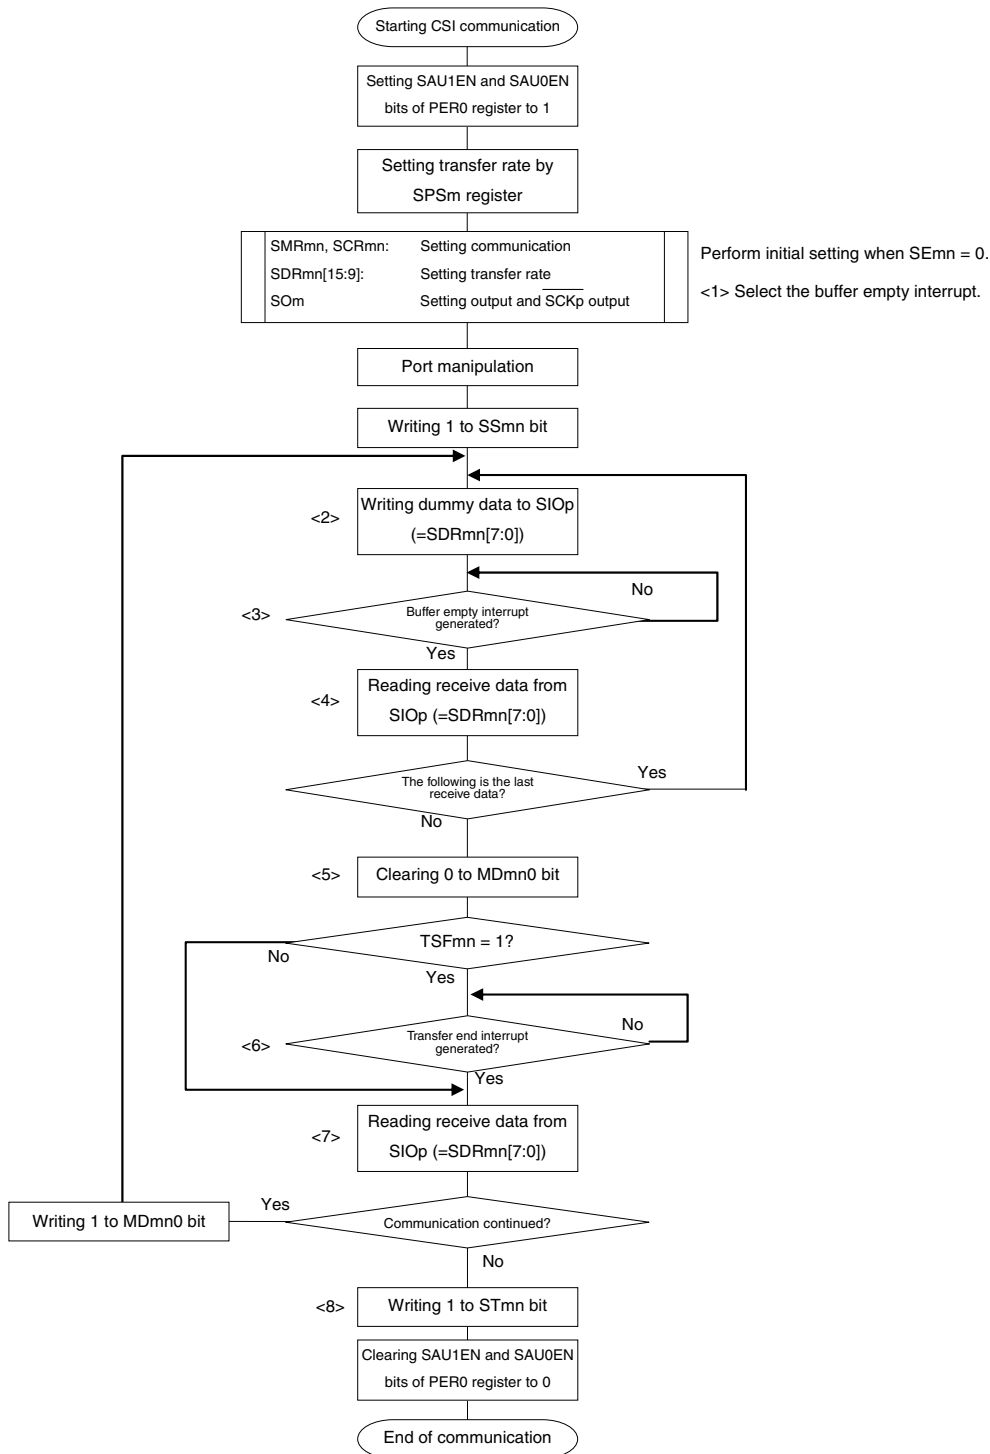 Starting CSI communication
Setting SAU1EN and SAU0EN
bits of PER0 register to 1
Setting transfer rate by
SPSm register
SMRmn, SCRmn: Setting communication
SDRmn[15:9]: Setting transfer rate
SOm Setting output and SCKp output
Perform initial setting when SEmn = 0.
<1> Select the buffer empty interrupt.
Port manipulation
Writing 1 to SSmn bit
<2>
Writing dummy data to SIOp
(=SDRmn[7:0])
No
<3>
Buffer empty interrupt
generated?
Yes
<4>
Reading receive data from
SIOp (=SDRmn[7:0])
The following is the last
receive data?
Yes
No
<5>
Clearing 0 to MDmn0 bit
TSFmn = 1?
No
Yes
<6>
Transfer end interrupt
generated?
No
Yes
<7>
Reading receive data from
SIOp (=SDRmn[7:0])
Writing 1 to MDmn0 bit
Yes
Communication continued?
No
<8>
Writing 1 to STmn bit
Clearing SAU1EN and SAU0EN
bits of PER0 register to 0
End of communication